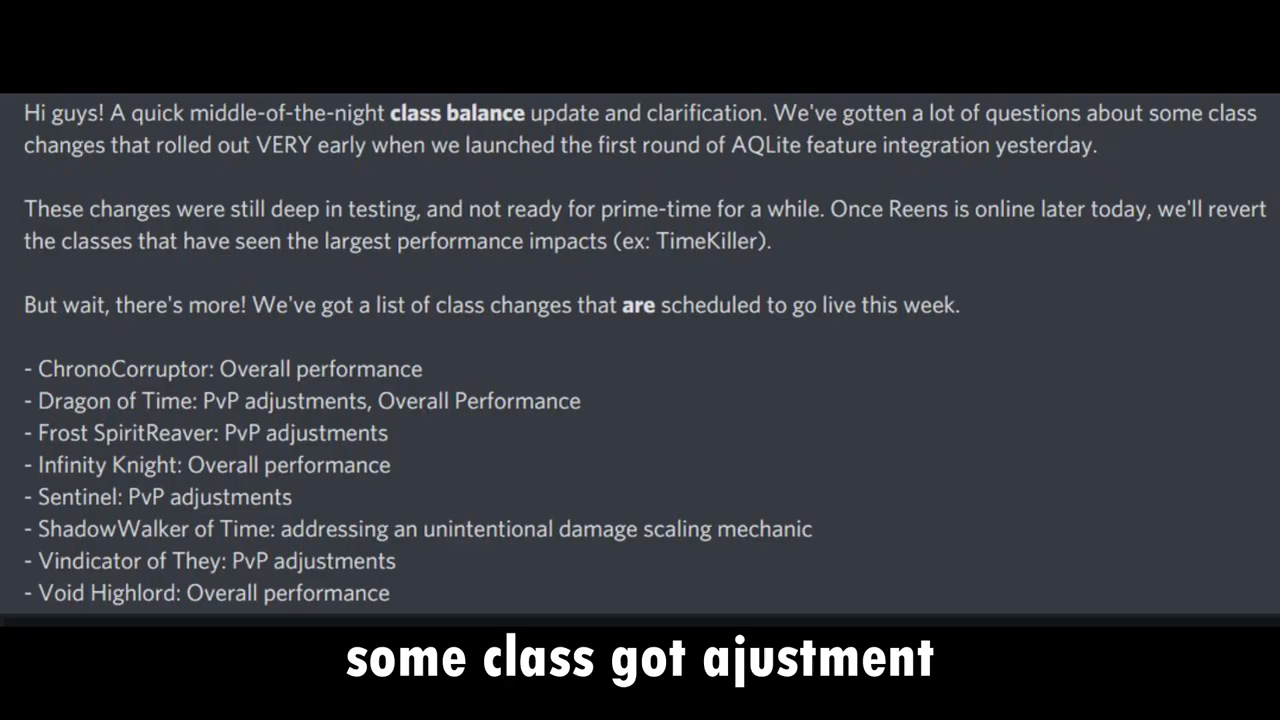 Hi guys! A quick middle-of-the-night class balance update and clarification. We've gotten a lot of questions about some class
changes that rolled out VERY early when we launched the first round of AQLite feature integration yesterday.
These changes were still deep in testing, and not ready for prime-time for a while. Once Reens is online later today, we'll revert
the classes that have seen the largest performance impacts (ex: TimeKiller).
But wait, there's more! We've got a list of class changes that are scheduled to go live this week.
- ChronoCorruptor: Overall performance
- Dragon of Time: PvP adjustments, Overall Performance
- Frost SpiritReaver: PvP adjustments
- Infinity Knight: Overall performance
- Sentinel: PvP adjustments
- ShadowWalker of Time: addressing an unintentional damage scaling mechanic
- Vindicator of They: PvP adjustments
- Void Highlord: Overall performance
some class got ajustment